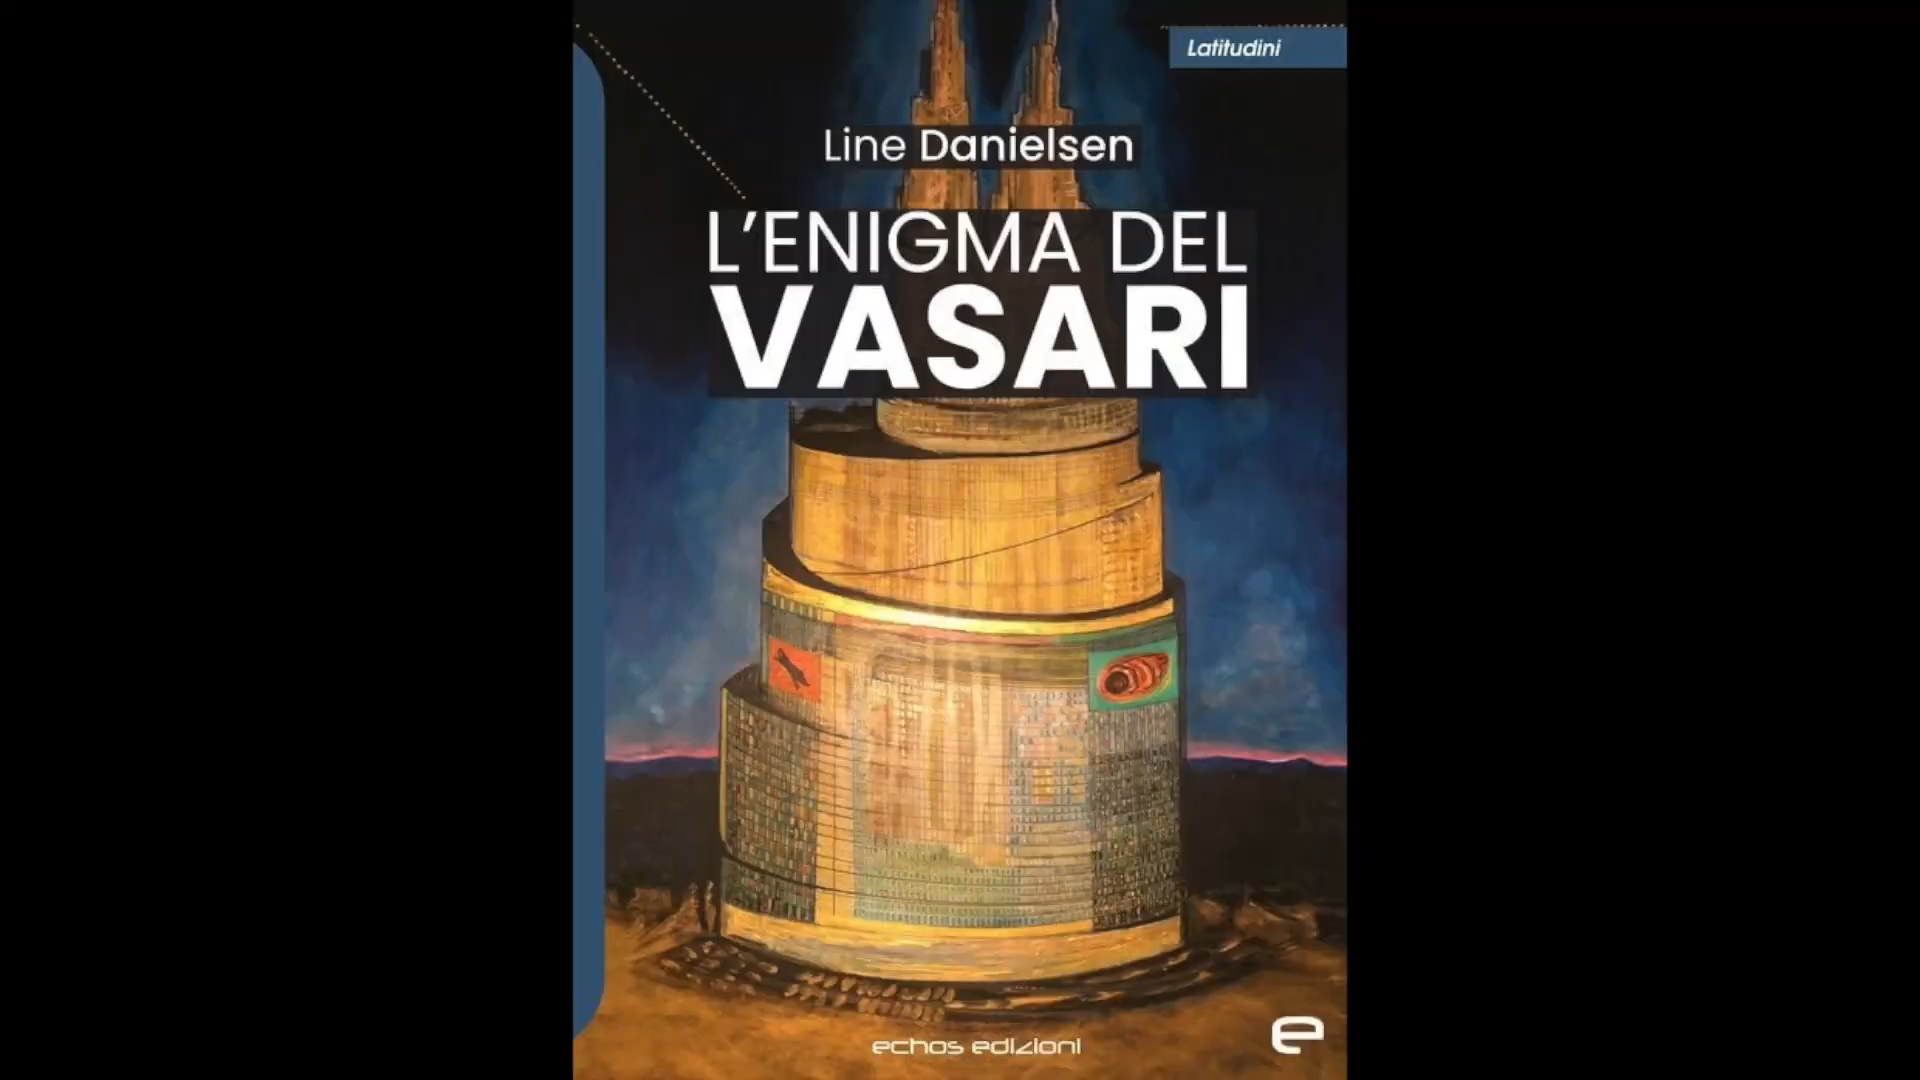 Latitudini
Line Danielsen
L'ENIGMA DEL
VASARI
echos edizioni
e